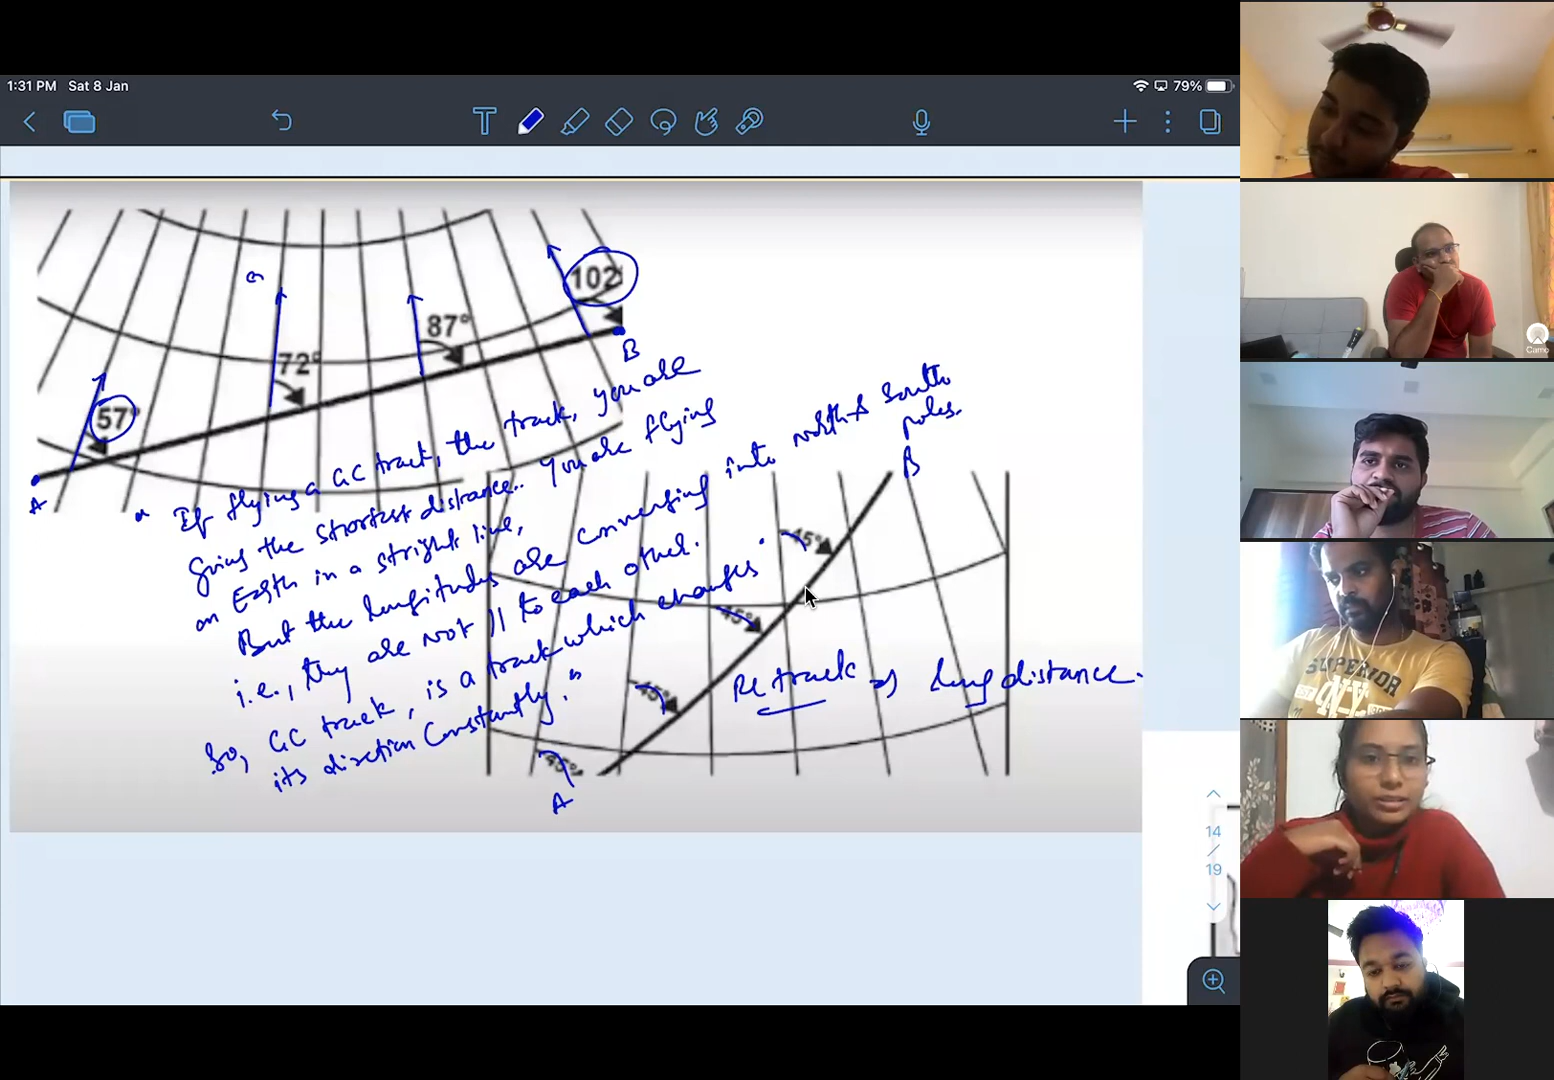 1:31 PM Sat 8 Jan
79%
102
87°
72°
57°
B
A
" If flying a GC track, the track, you are
going the shortest distance.. you are flying
on Earth in a stright line,
But the longitudes are converging into north & south
poles.
i.e., they are not || to each other.
So, GC track, is a track which changes
its direction constantly."
B
45°
45°
45°
45°
A
RL track => long distance.
14
/
19
Camo
SUPERIOR
N.Y.